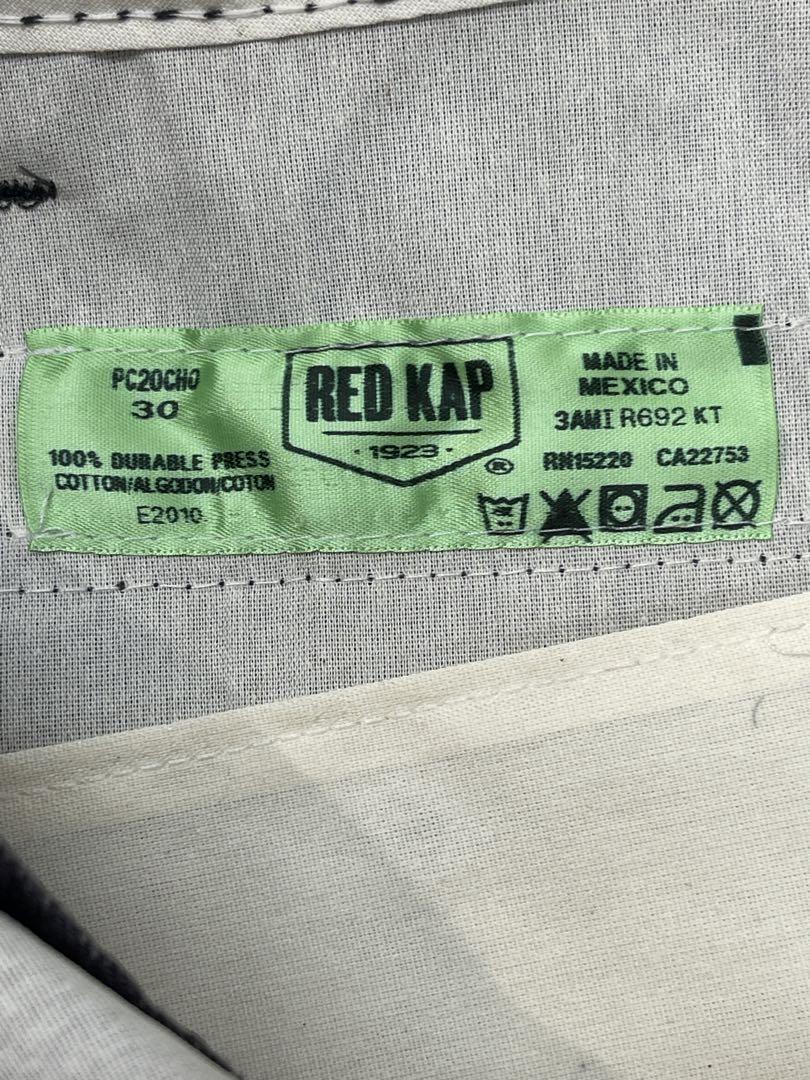 PC20CHO
30
100% DURABLE PRESS
COTTON/ALGODON/COTON
E2010
RED KAP
· 1923 ·
®
MADE IN
MEXICO
3AMI R692 KT
RN15220 CA22753